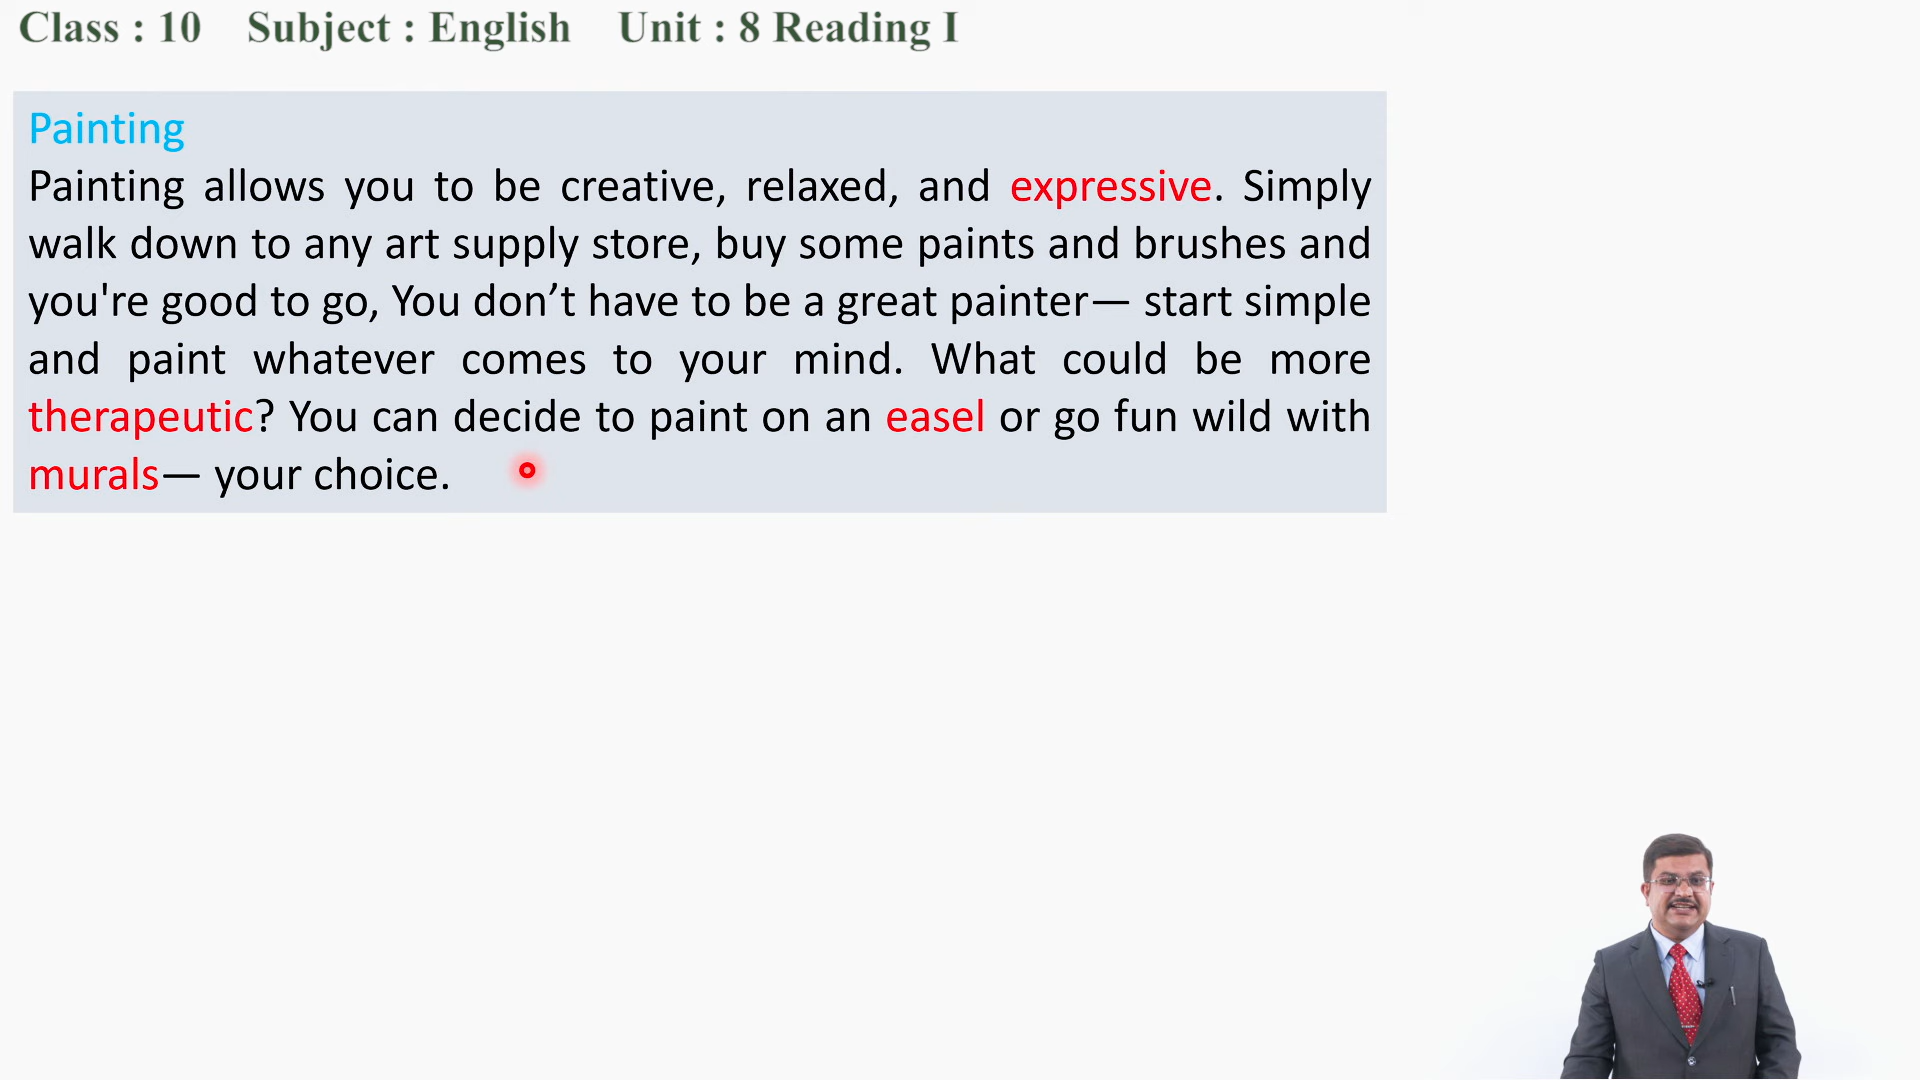 Class : 10 Subject : English Unit : 8 Reading I
Painting
Painting allows you to be creative, relaxed, and expressive. Simply
walk down to any art supply store, buy some paints and brushes and
you're good to go, You don’t have to be a great painter— start simple
and paint whatever comes to your mind. What could be more
therapeutic? You can decide to paint on an easel or go fun wild with
murals— your choice.